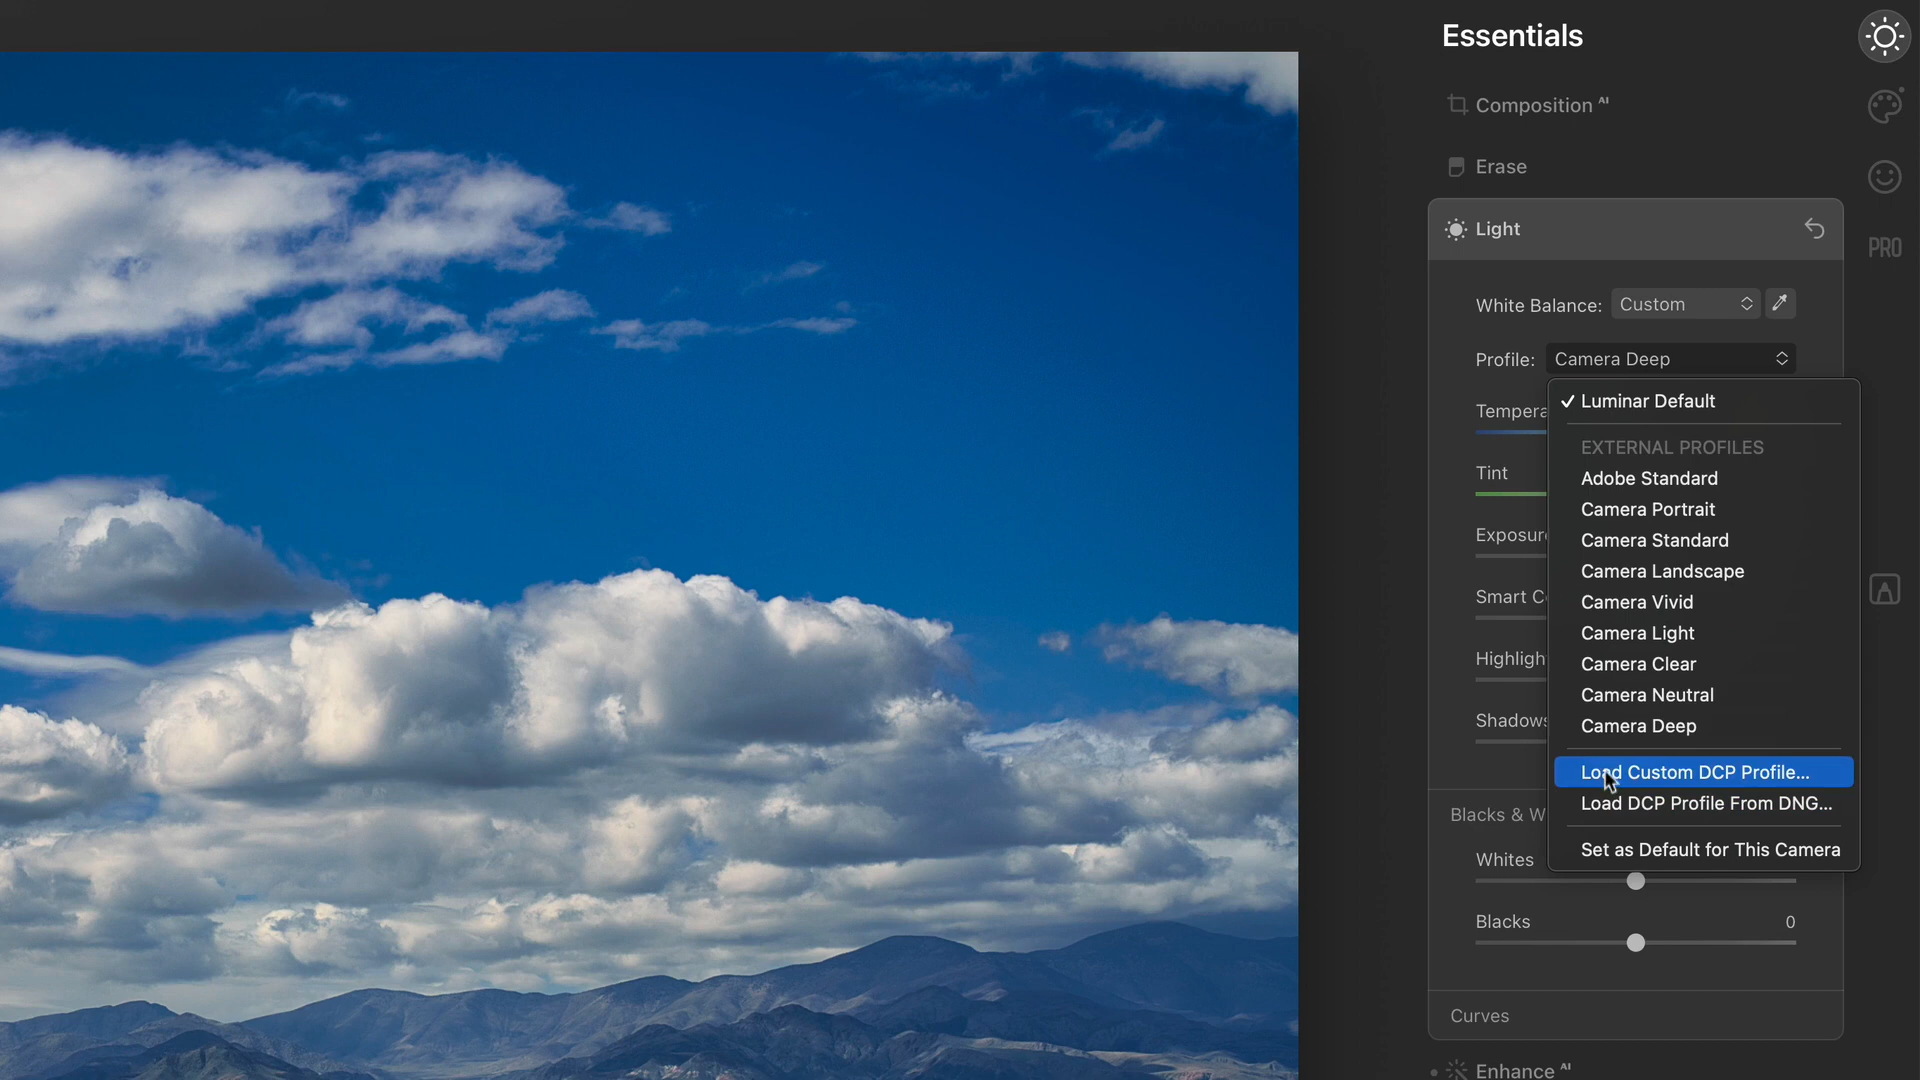 Essentials
Composition AI
Erase
Light
PRO
White Balance: Custom
Profile: Camera Deep
Luminar Default
Tempera
EXTERNAL PROFILES
Adobe Standard
Tint
Camera Portrait
Camera Standard
Exposure
Camera Landscape
Camera Vivid
Smart C
Camera Light
Highligh
Camera Clear
Camera Neutral
Shadows
Camera Deep
Load Custom DCP Profile...
Load DCP Profile From DNG...
Blacks & W
Set as Default for This Camera
Whites
Blacks 0
Curves
Enhance AI